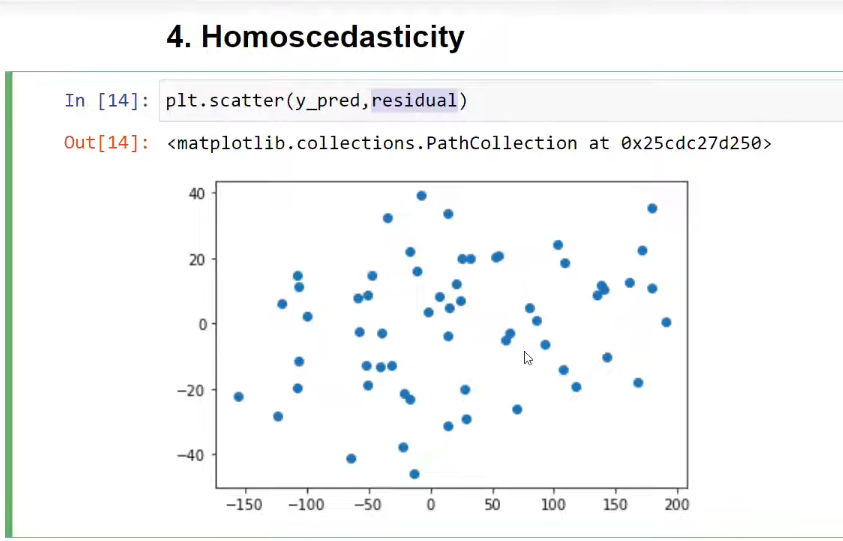 4. Homoscedasticity
In [14]: plt.scatter(y_pred,residual)
Out[14]: <matplotlib.collections.PathCollection at 0x25cdc27d250>
40
20
0
−20
−40
−150 −100 −50 0 50 100 150 200